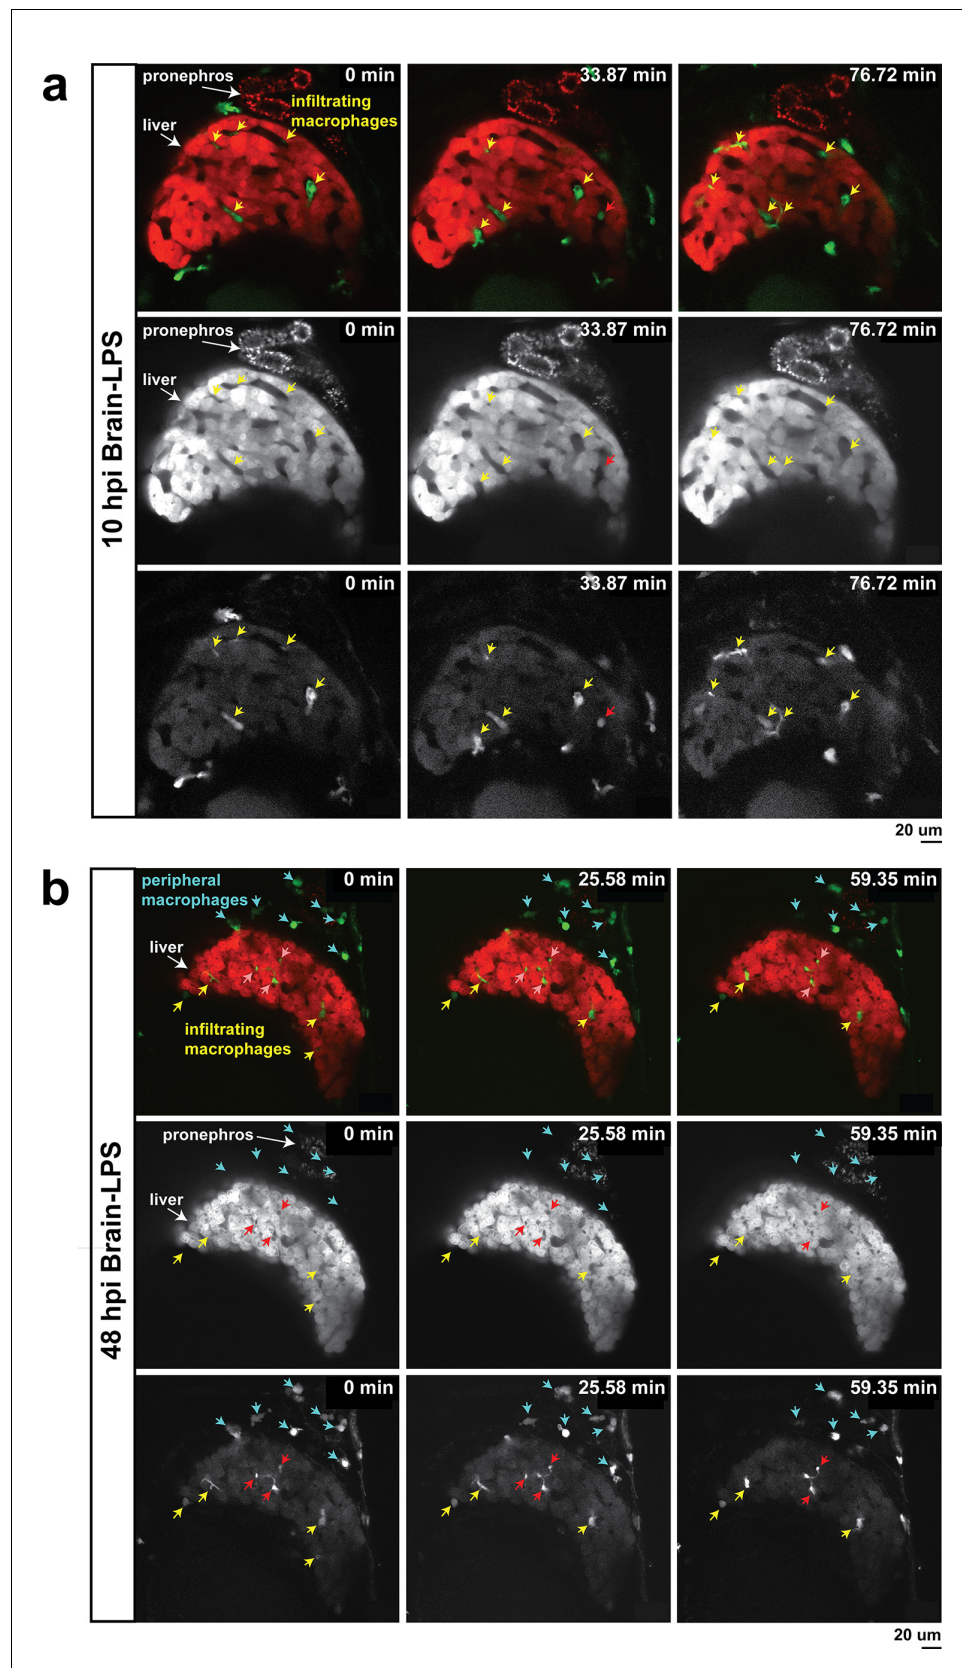 a
10 hpi Brain-LPS
pronephros
0 min
33.87 min
76.72 min
infiltrating
macrophages
liver
pronephros
0 min
33.87 min
76.72 min
liver
0 min
33.87 min
76.72 min
20 um
b
48 hpi Brain-LPS
peripheral
macrophages
0 min
25.58 min
59.35 min
liver
infiltrating
macrophages
pronephros
0 min
25.58 min
59.35 min
liver
0 min
25.58 min
59.35 min
20 um